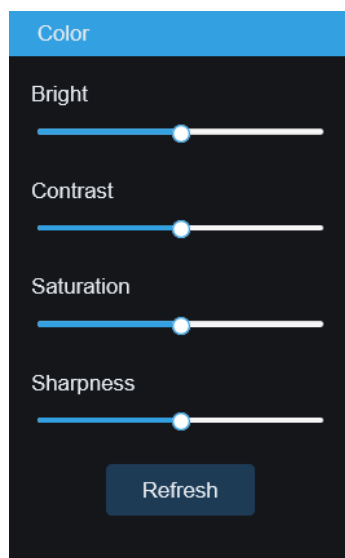 Color
Bright
Contrast
Saturation
Sharpness
Refresh